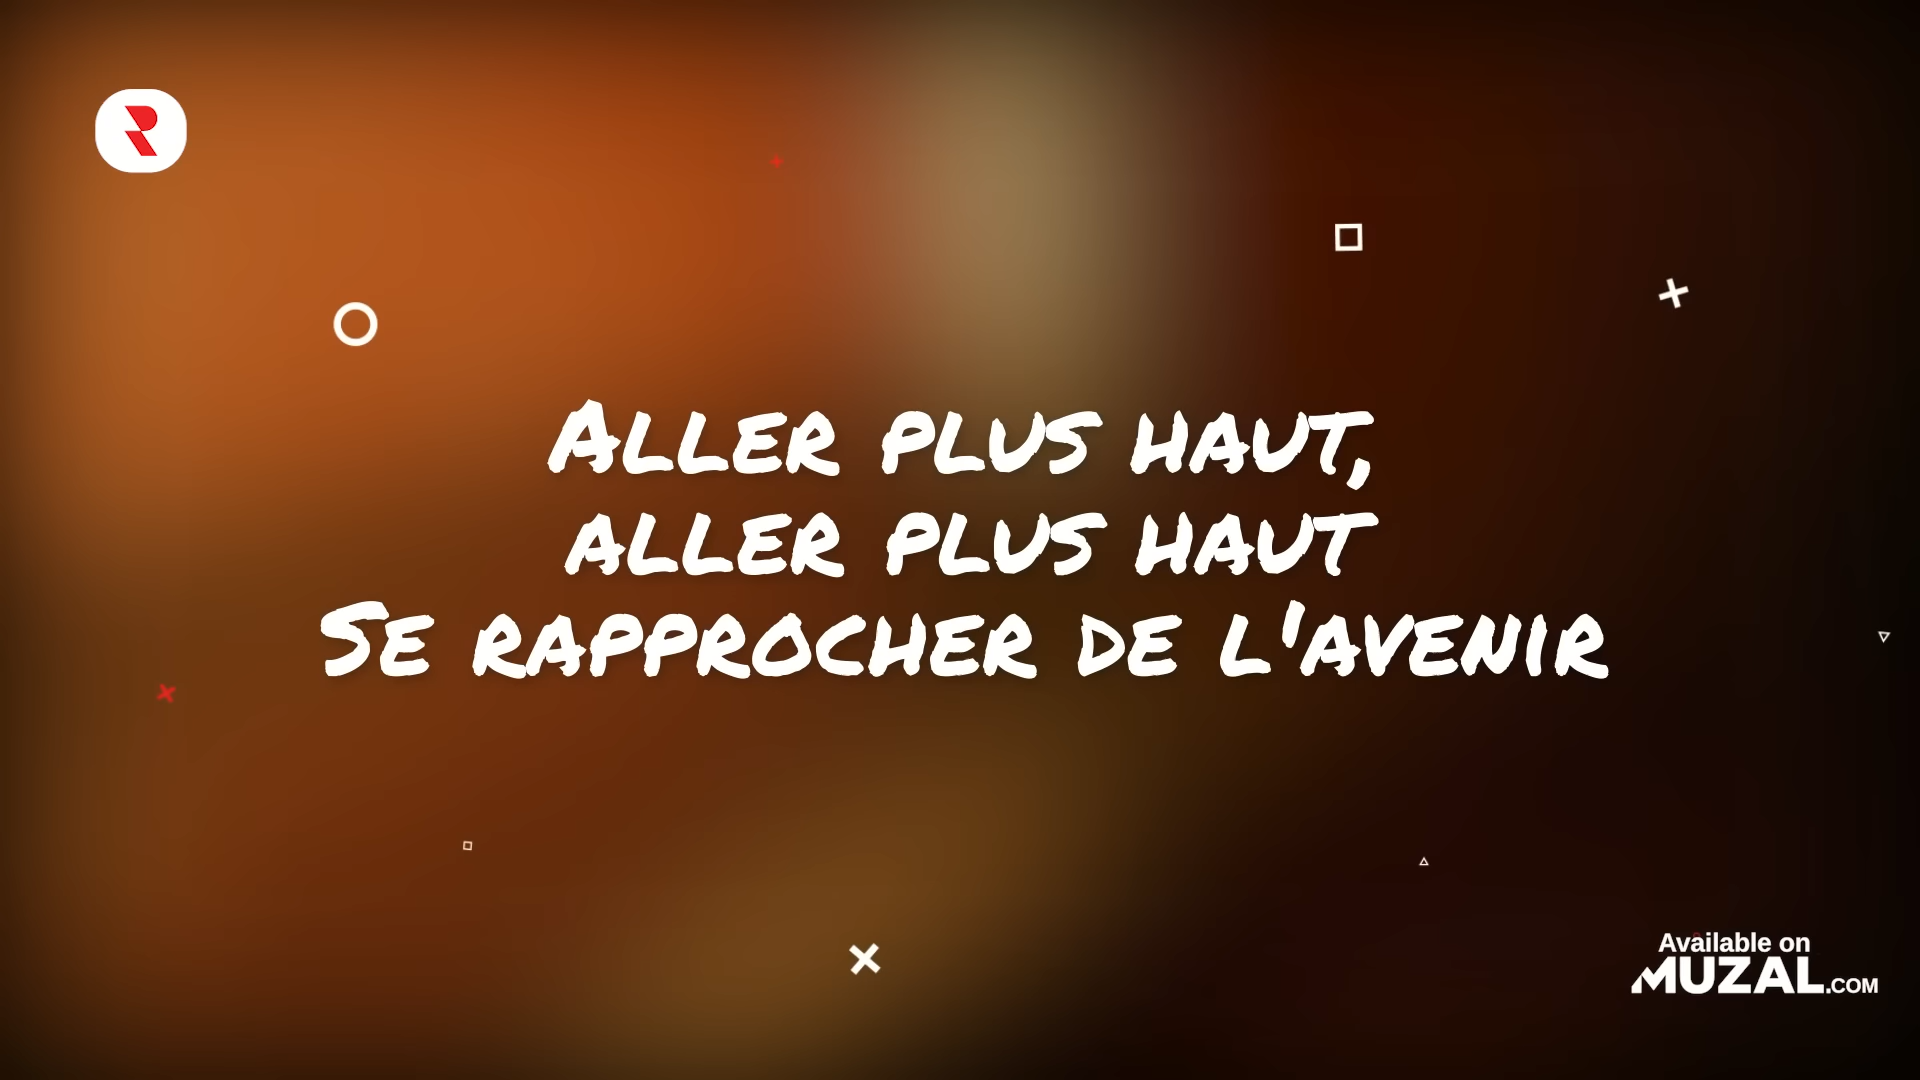 Aller plus haut,
aller plus haut
Se rapprocher de l'avenir
Available on
MUZAL.COM